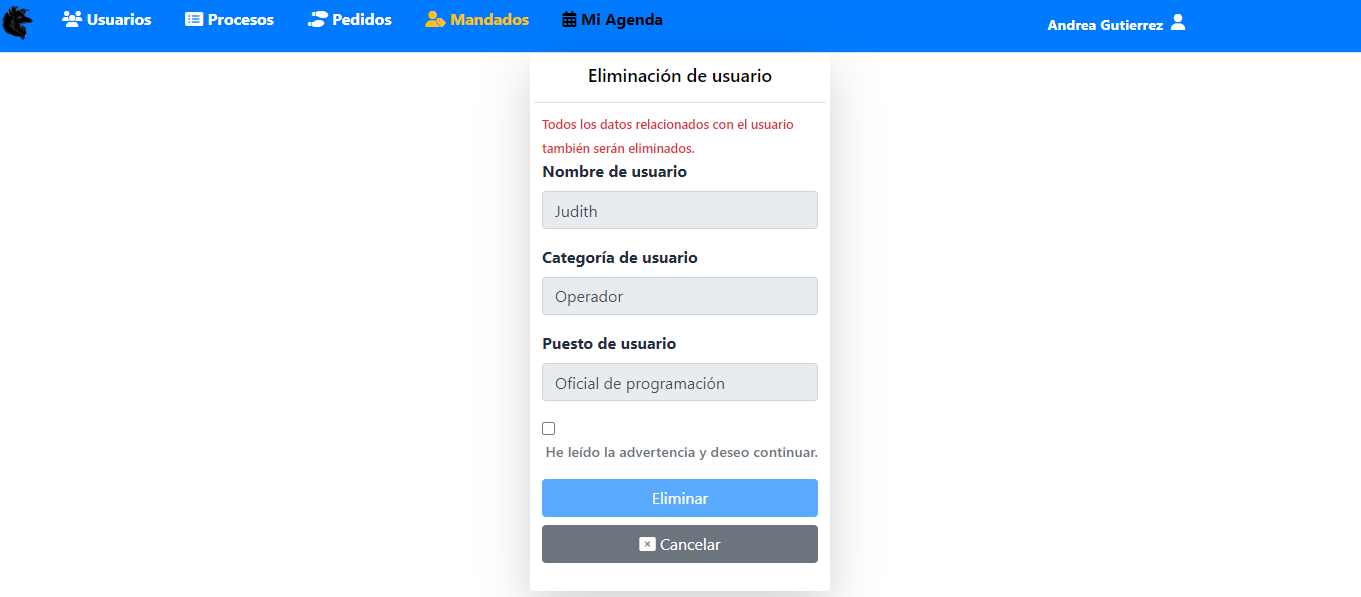 Usuarios Procesos Pedidos Mandados Mi Agenda Andrea Gutierrez
Eliminación de usuario
Todos los datos relacionados con el usuario
también serán eliminados.
Nombre de usuario
Judith
Categoría de usuario
Operador
Puesto de usuario
Oficial de programación
He leído la advertencia y deseo continuar.
Eliminar
Cancelar